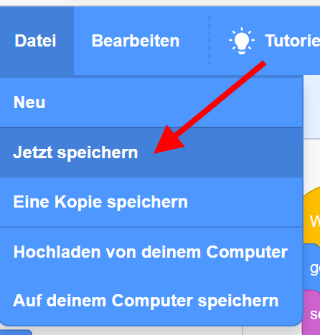 Datei Bearbeiten Tutorie
Neu
Jetzt speichern
Eine Kopie speichern
Hochladen von deinem Computer
Auf deinem Computer speichern